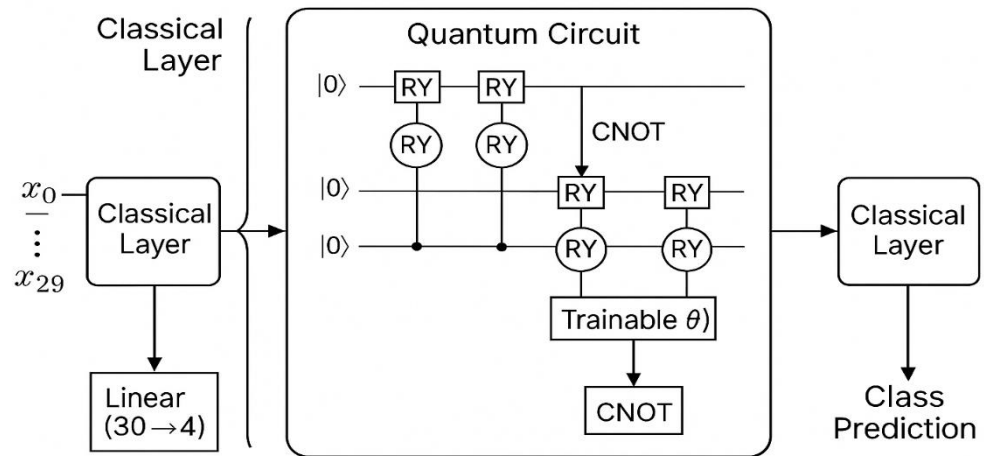 Classical
Layer
x0
⋮
x29
Classical
Layer
Linear
(30→4)
Quantum Circuit
|0⟩
RY
RY
RY
RY
CNOT
|0⟩
RY
RY
|0⟩
RY
RY
Trainable θ)
CNOT
Classical
Layer
Class
Prediction